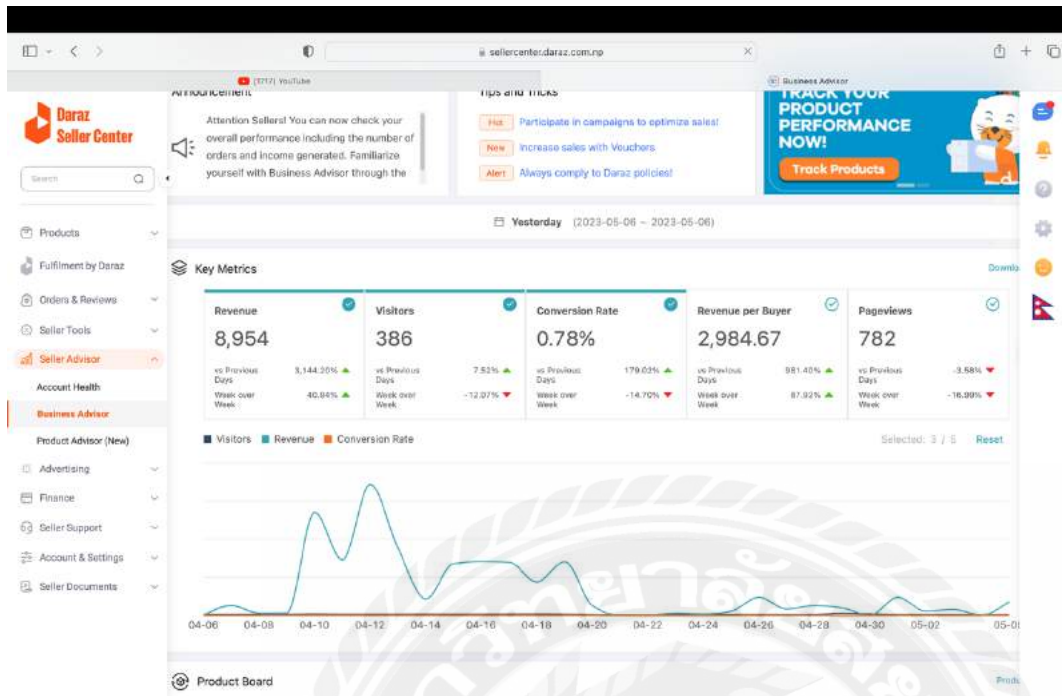 sellercenter.daraz.com.np
(1717) YouTube
Business Advisor
Daraz
Seller Center
Search
Products
Fulfilment by Daraz
Orders & Reviews
Seller Tools
Seller Advisor
Account Health
Business Advisor
Product Advisor (New)
Advertising
Finance
Seller Support
Account & Settings
Seller Documents
Announcement
Attention Sellers! You can now check your
overall performance including the number of
orders and income generated. Familiarize
yourself with Business Advisor through the
Tips and Tricks
Hot Participate in campaigns to optimize sales!
New Increase sales with Vouchers
Alert Always comply to Daraz policies!
TRACK YOUR
PRODUCT
PERFORMANCE
NOW!
Track Products
Yesterday (2023-05-06 ~ 2023-05-06)
Key Metrics
Downlo
Revenue
8,954
vs Previous Days 3,144.20%
Week over Week 40.84%
Visitors
386
vs Previous Days 7.52%
Week over Week -12.07%
Conversion Rate
0.78%
vs Previous Days 179.02%
Week over Week -14.70%
Revenue per Buyer
2,984.67
vs Previous Days 981.40%
Week over Week 87.92%
Pageviews
782
vs Previous Days -3.58%
Week over Week -16.99%
Visitors Revenue Conversion Rate
Selected: 3 / 5 Reset
04-06 04-08 04-10 04-12 04-14 04-16 04-18 04-20 04-22 04-24 04-26 04-28 04-30 05-02 05-0
Product Board
Produ